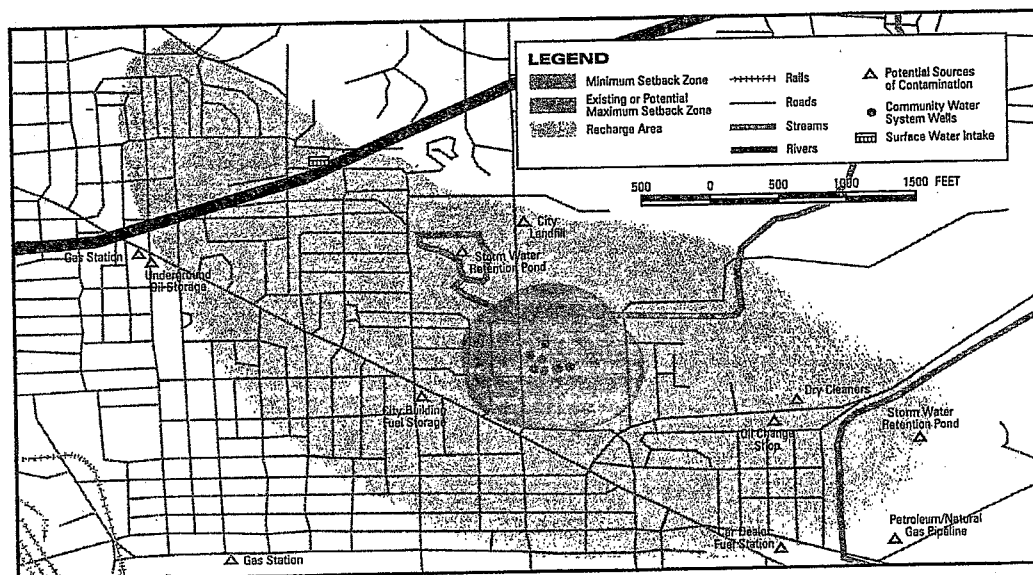 LEGEND
Minimum Setback Zone
Existing or Potential
Maximum Setback Zone
Recharge Area
Rails
Roads
Streams
Rivers
Potential Sources
of Contamination
Community Water
System Wells
Surface Water Intake
500 0 500 1000 1500 FEET
City
Landfill
Storm Water
Retention Pond
Gas Station
Underground
Oil Storage
City Building
Fuel Storage
Dry Cleaners
Oil Change
Shop
Storm Water
Retention Pond
Car Dealer
Fuel Station
Petroleum/Natural
Gas Pipeline
Gas Station